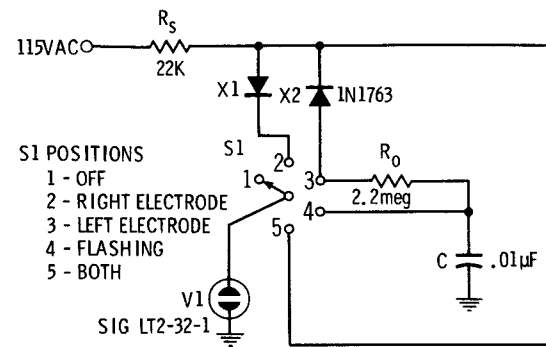 RS
115VAC
22K
X1
X2
1N1763
S1 POSITIONS
1 - OFF
2 - RIGHT ELECTRODE
3 - LEFT ELECTRODE
4 - FLASHING
5 - BOTH
S1
1
2
3
4
5
RO
2.2meg
C
.01µF
V1
SIG LT2-32-1